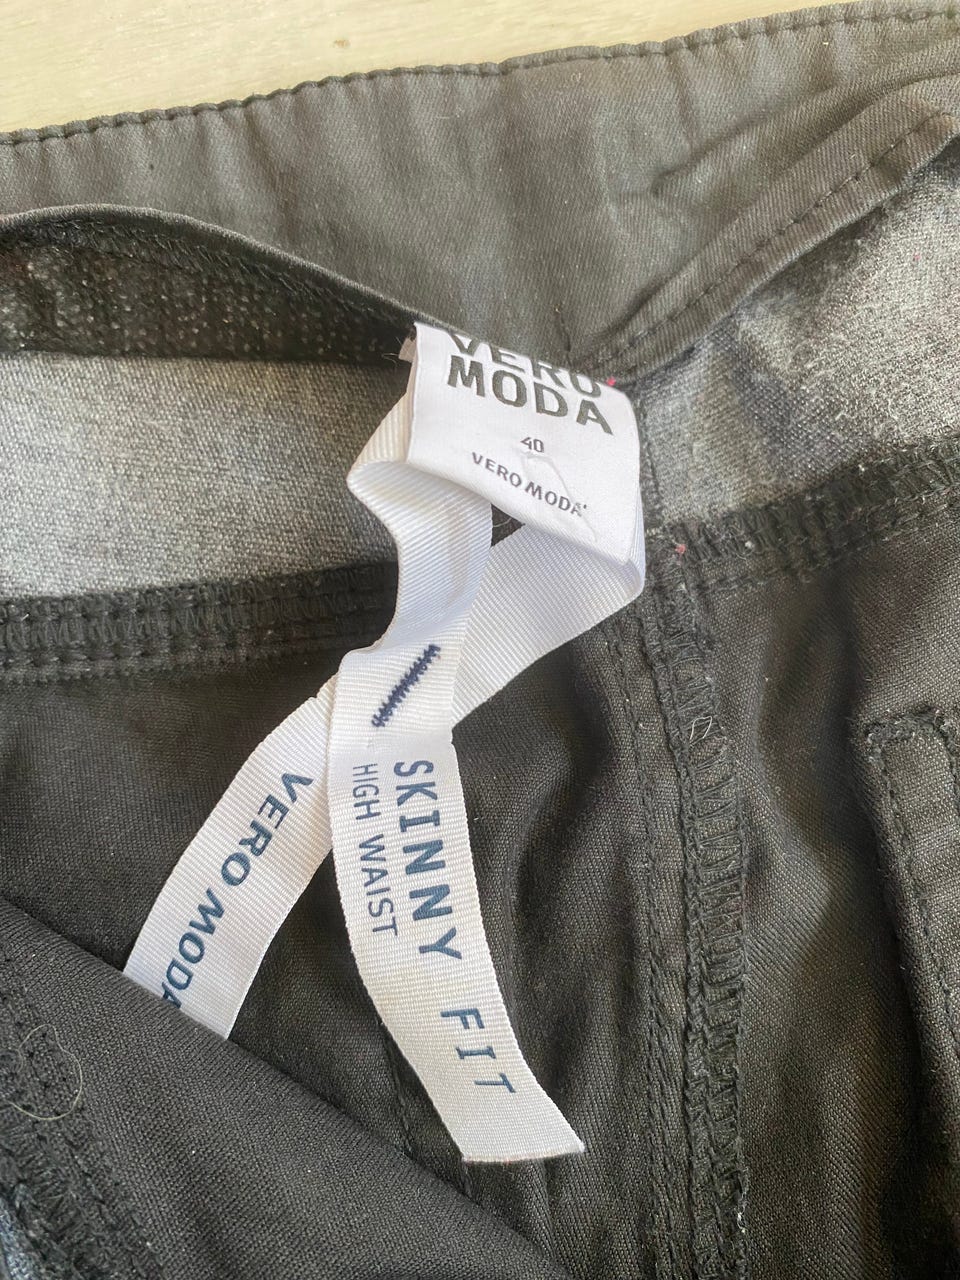 VERO
MODA
40
VERO MODA
SKINNY FIT
HIGH WAIST
VERO MODA